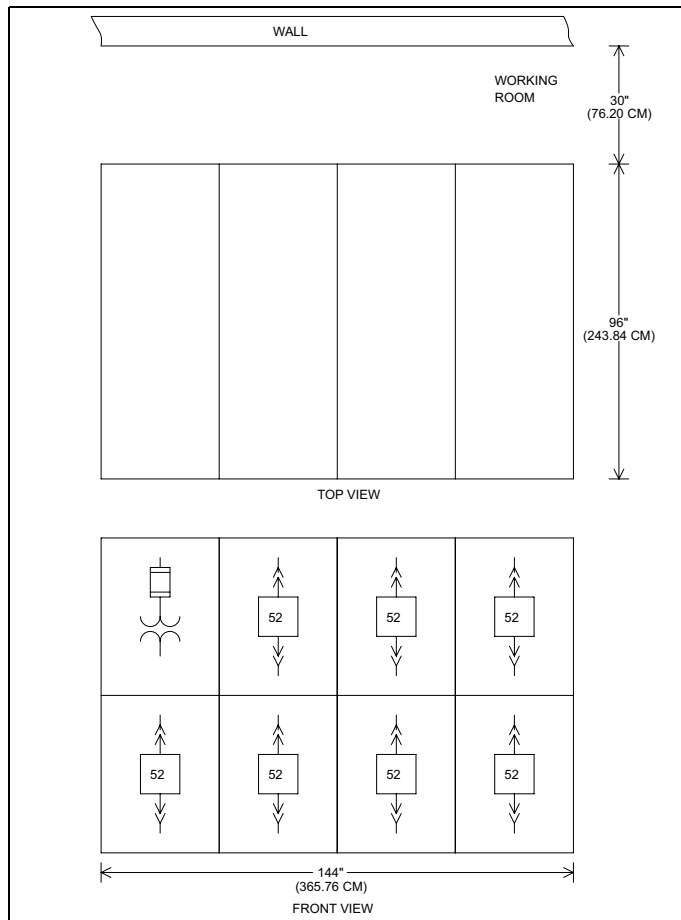 WALL
WORKING
ROOM
30"
(76.20 CM)
96"
(243.84 CM)
TOP VIEW
52
52
52
52
52
52
52
144"
(365.76 CM)
FRONT VIEW